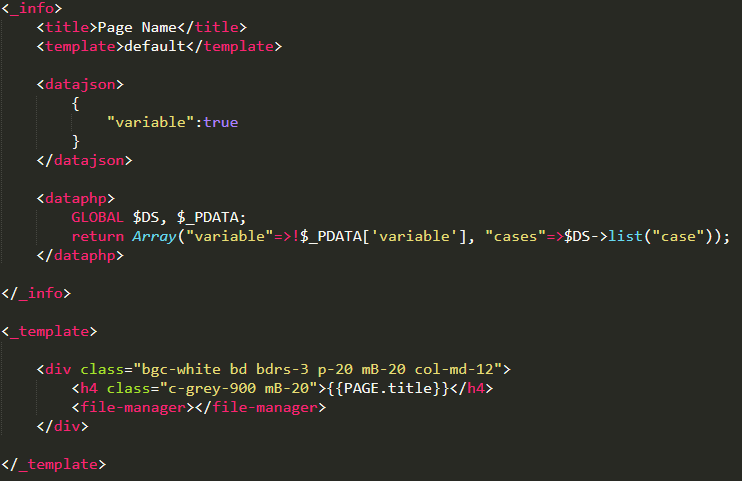 <_info>
<title>Page Name</title>
<template>default</template>
<datajson>
{
"variable":true
}
</datajson>
<dataphp>
GLOBAL $DS, $_PDATA;
return Array("variable"=>!$_PDATA['variable'], "cases"=>$DS->list("case"));
</dataphp>
</_info>
<_template>
<div class="bgc-white bd bdrs-3 p-20 mB-20 col-md-12">
<h4 class="c-grey-900 mB-20">{{PAGE.title}}</h4>
<file-manager></file-manager>
</div>
</_template>